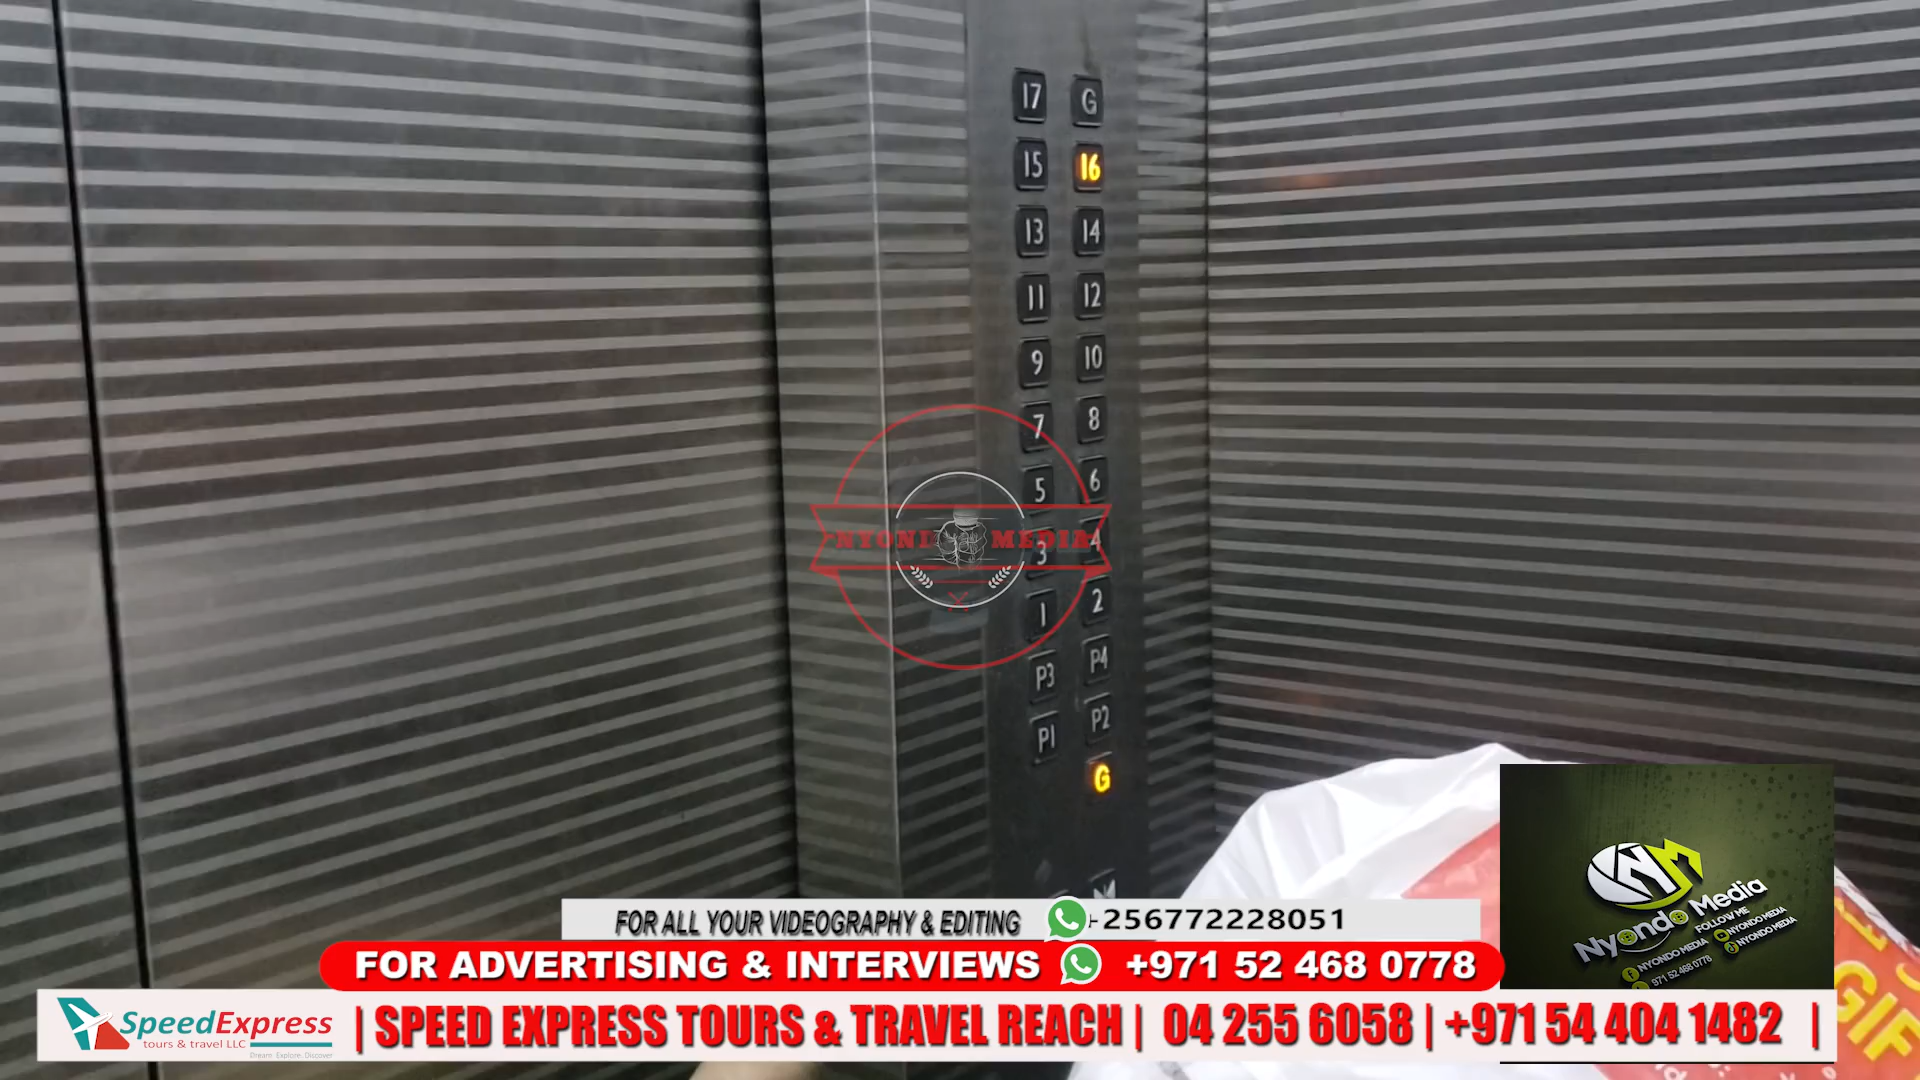 17 G
15 16
13 14
11 12
9 10
7 8
5 6
NYOND MEDIA
3 4
1 2
P3 P4
P1 P2
G
FOR ALL YOUR VIDEOGRAPHY & EDITING +256772228051
FOR ADVERTISING & INTERVIEWS +971 52 468 0778
SpeedExpress
tours & travel LLC
Dream Explore Discover
| SPEED EXPRESS TOURS & TRAVEL REACH | 04 255 6058 | +971 54 404 1482 |
NM
Nyondo Media
FOLLOW ME
NYONDO MEDIA
NYONDO MEDIA
971 52 468 0778
NYONDO MEDIA
GIF